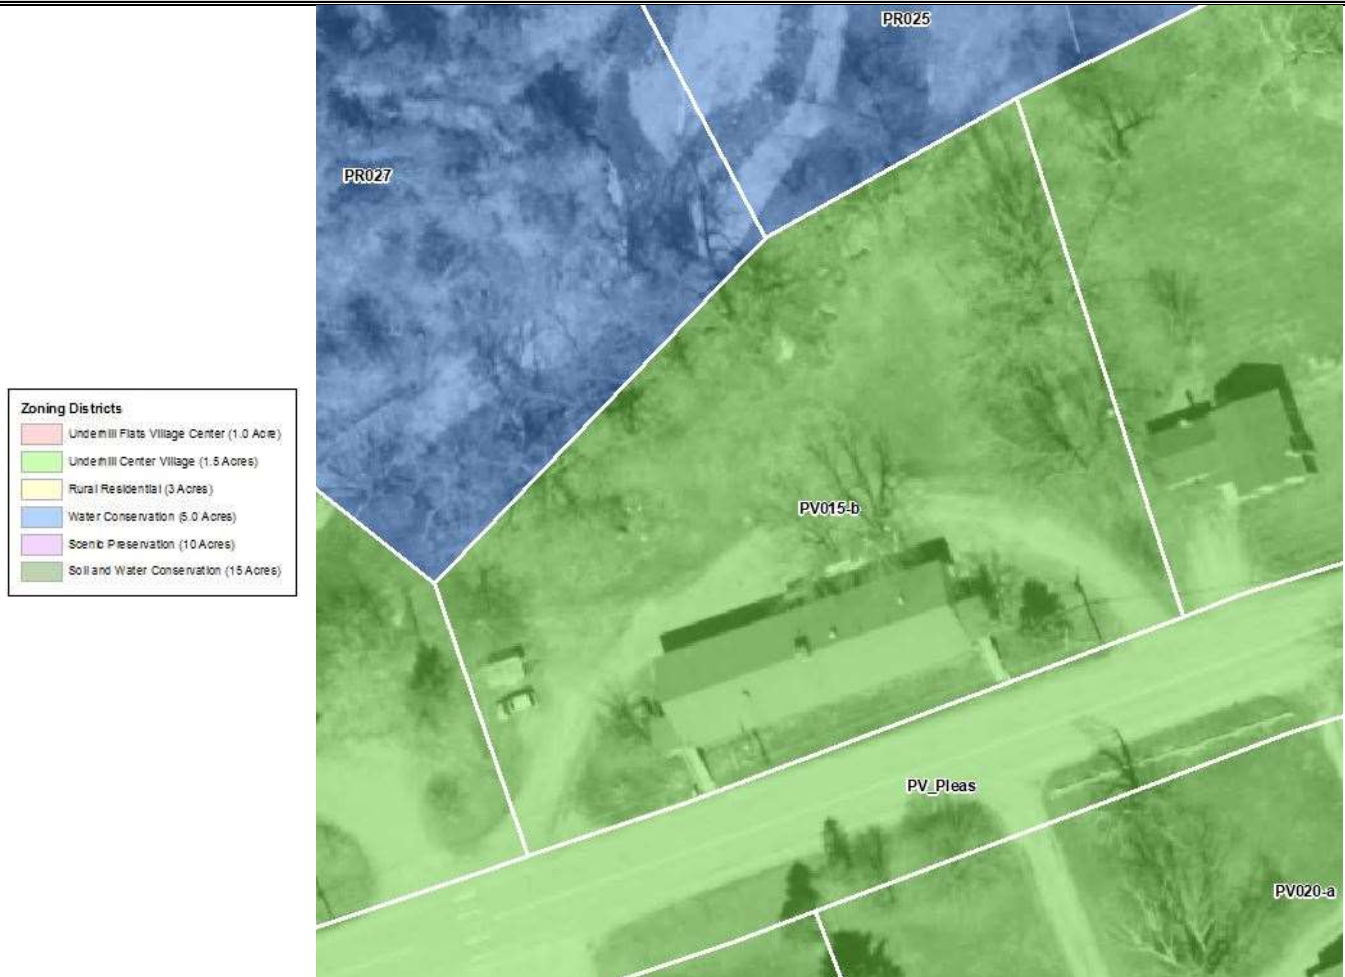 PR025
PR027
Zoning Districts
Underhill Flats Village Center (1.0 Acre)
Underhill Center Village (1.5 Acres)
Rural Residential (3 Acres)
Water Conservation (5.0 Acres)
Scenic Preservation (10 Acres)
Soil and Water Conservation (15 Acres)
PV015-b
PV_Pleas
PV020-a